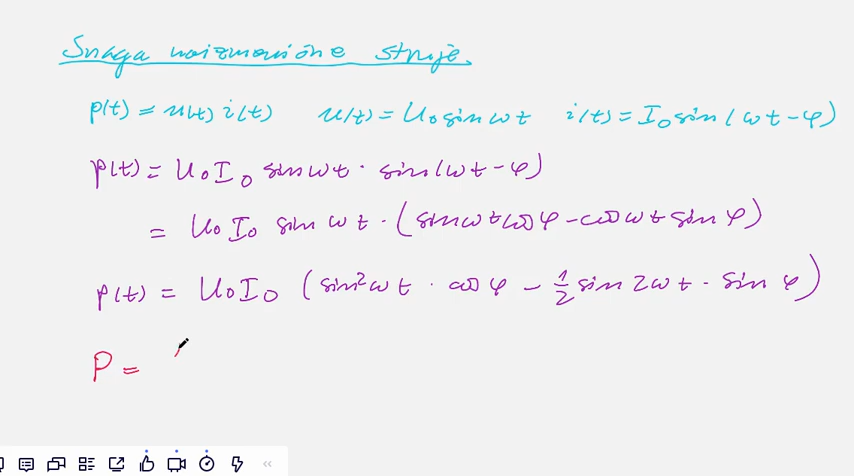 Snaga naizmenične struje
p(t) = u(t) i(t) u(t) = U₀ sin ωt i(t) = I₀ sin(ωt - φ)
p(t) = U₀I₀ sin ωt · sin(ωt - φ)
= U₀I₀ sin ωt · (sin ωt cos φ - cos ωt sin φ)
p(t) = U₀I₀ (sin²ωt · cos φ - 1/2 sin 2ωt · sin φ)
P =